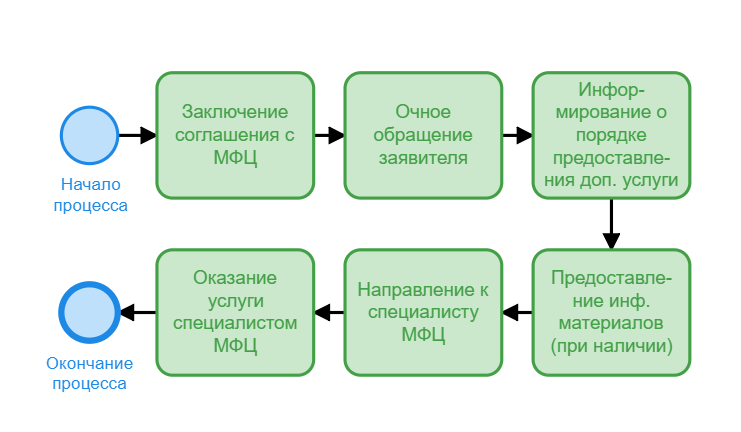 Начало
процесса
Заключение
соглашения с
МФЦ
Очное
обращение
заявителя
Инфор-
мирование о
порядке
предоставле-
ния доп. услуги
Предоставле-
ние инф.
материалов
(при наличии)
Направление к
специалисту
МФЦ
Оказание
услуги
специалистом
МФЦ
Окончание
процесса